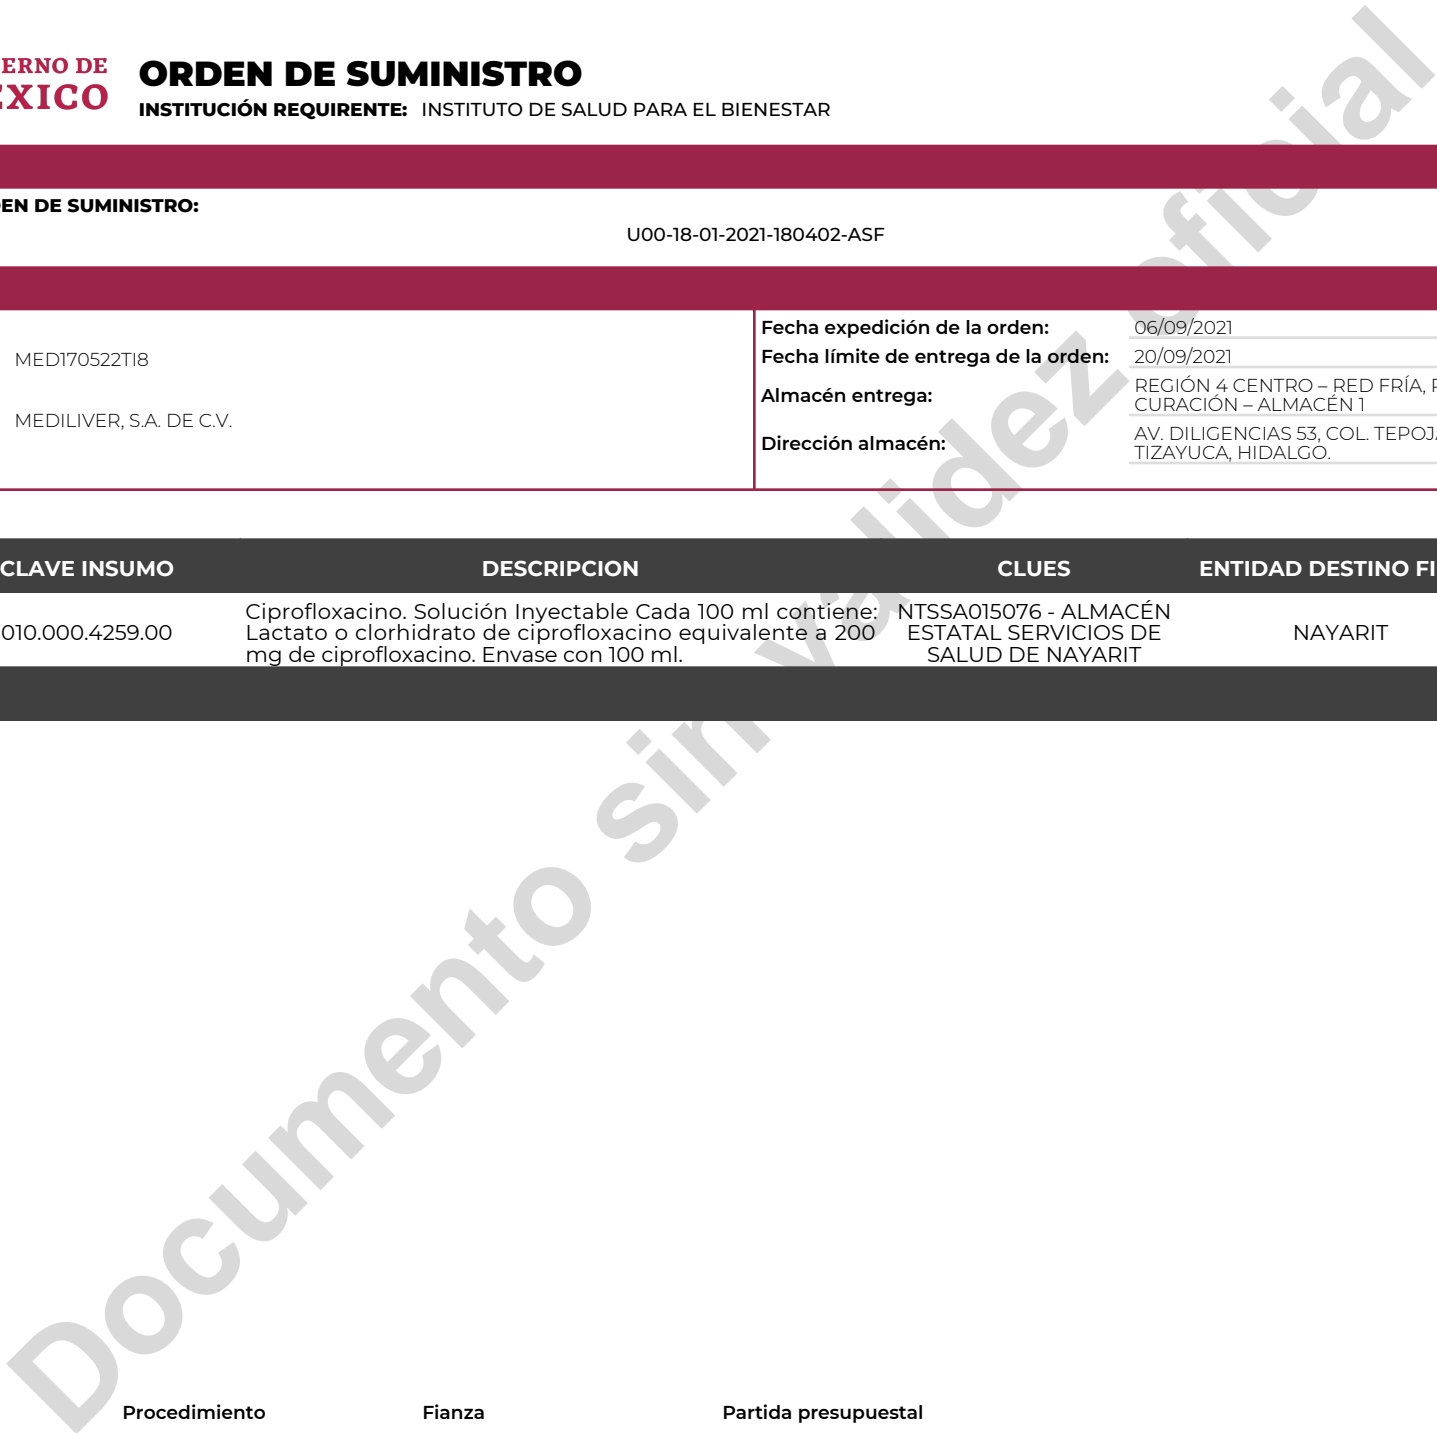 ERNO DE
ÉXICO
ORDEN DE SUMINISTRO
INSTITUCIÓN REQUIRENTE: INSTITUTO DE SALUD PARA EL BIENESTAR
EN DE SUMINISTRO:
U00-18-01-2021-180402-ASF
MED170522TI8
MEDILIVER, S.A. DE C.V.
Fecha expedición de la orden: 06/09/2021
Fecha límite de entrega de la orden: 20/09/2021
Almacén entrega: REGIÓN 4 CENTRO – RED FRÍA,
CURACIÓN – ALMACÉN 1
Dirección almacén: AV. DILIGENCIAS 53, COL.
TIZAYUCA, HIDALGO.
CLAVE INSUMO DESCRIPCION CLUES ENTIDAD DESTINO FI
010.000.4259.00
Ciprofloxacino. Solución Inyectable Cada 100 ml contiene:
Lactato o clorhidrato de ciprofloxacino equivalente a 200
mg de ciprofloxacino. Envase con 100 ml.
NTSSA015076 - ALMACÉN
ESTATAL SERVICIOS DE
SALUD DE NAYARIT
NAYARIT
Documento sin validez oficial
Procedimiento Fianza Partida presupuestal